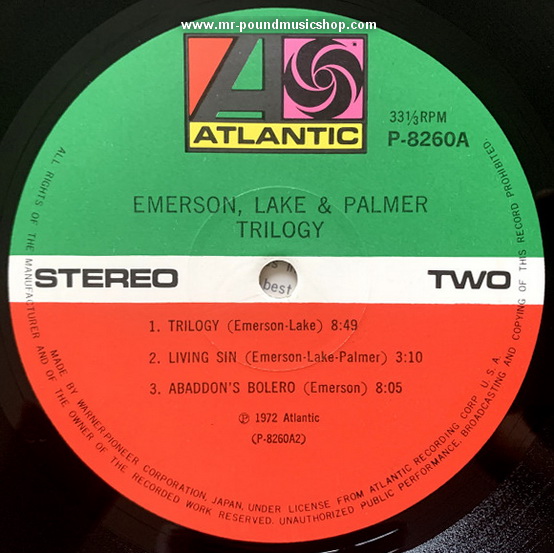 www.mr-poundmusicshop.com
ATLANTIC
33⅓RPM
P-8260A
EMERSON, LAKE & PALMER
TRILOGY
STEREO
TWO
best
1. TRILOGY (Emerson-Lake) 8:49
2. LIVING SIN (Emerson-Lake-Palmer) 3:10
3. ABADDON'S BOLERO (Emerson) 8:05
Ⓟ 1972 Atlantic
(P-8260A2)
MADE BY WARNER-PIONEER CORPORATION, JAPAN, UNDER LICENSE FROM ATLANTIC RECORDING CORP. U.S.A.
ALL RIGHTS OF THE MANUFACTURER AND OF THE OWNER OF THE RECORDED WORK RESERVED. UNAUTHORIZED PUBLIC PERFORMANCE, BROADCASTING AND COPYING OF THIS RECORD PROHIBITED.